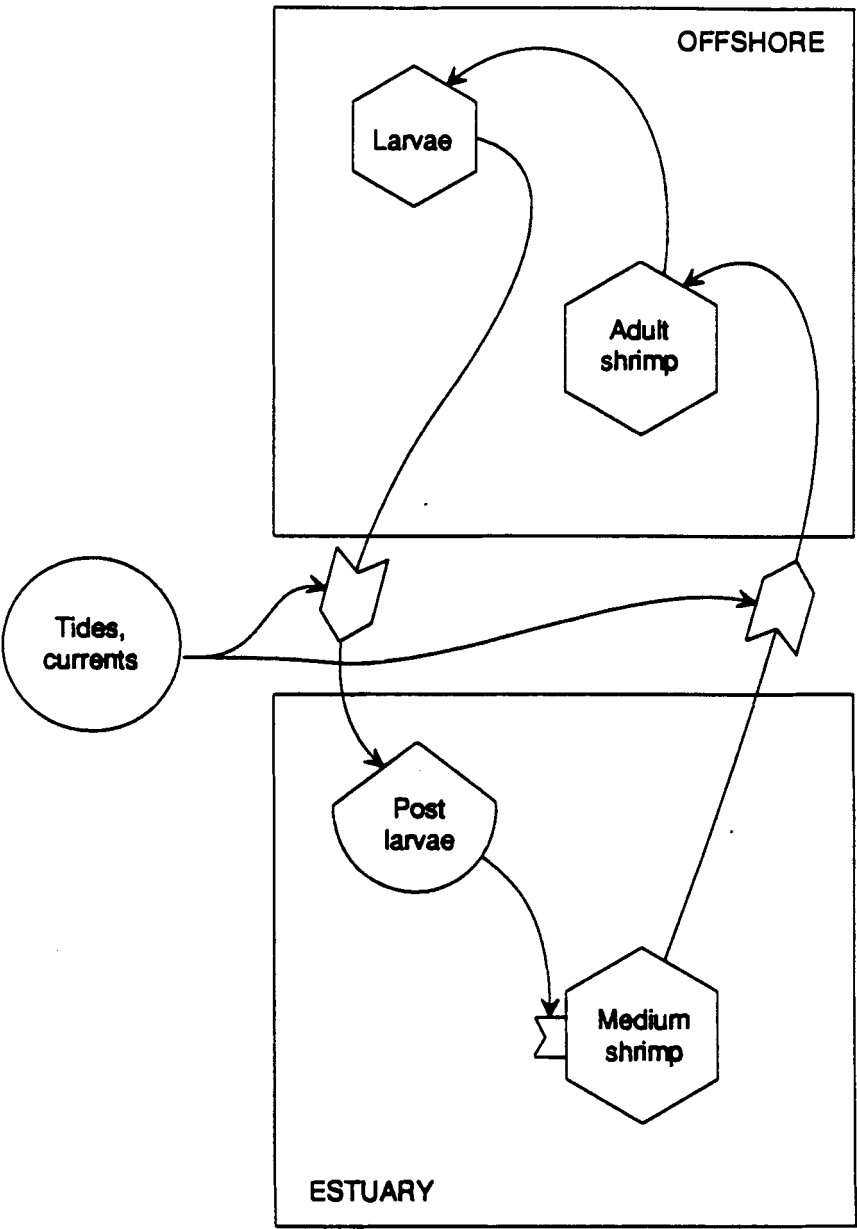 OFFSHORE
Larvae
Adult
shrimp
Tides,
currents
Post
larvae
Medium
shrimp
ESTUARY